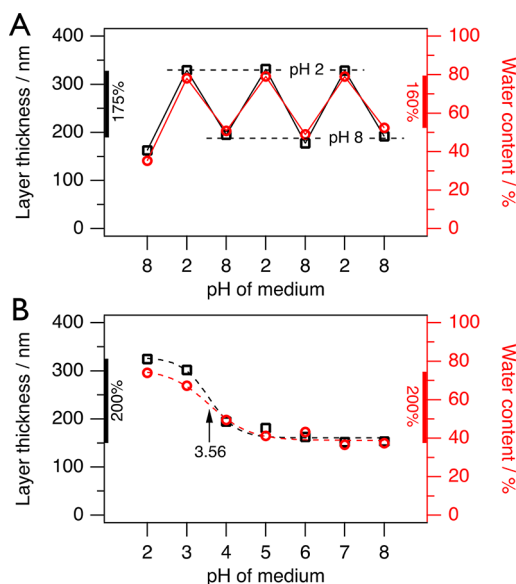 A
400
300
200
100
0
Layer thickness / nm
175%
pH 2
pH 8
160%
100
80
60
40
20
0
Water content / %
8 2 8 2 8 2 8
pH of medium
B
400
300
200
100
0
Layer thickness / nm
200%
3.56
200%
100
80
60
40
20
0
Water content / %
2 3 4 5 6 7 8
pH of medium